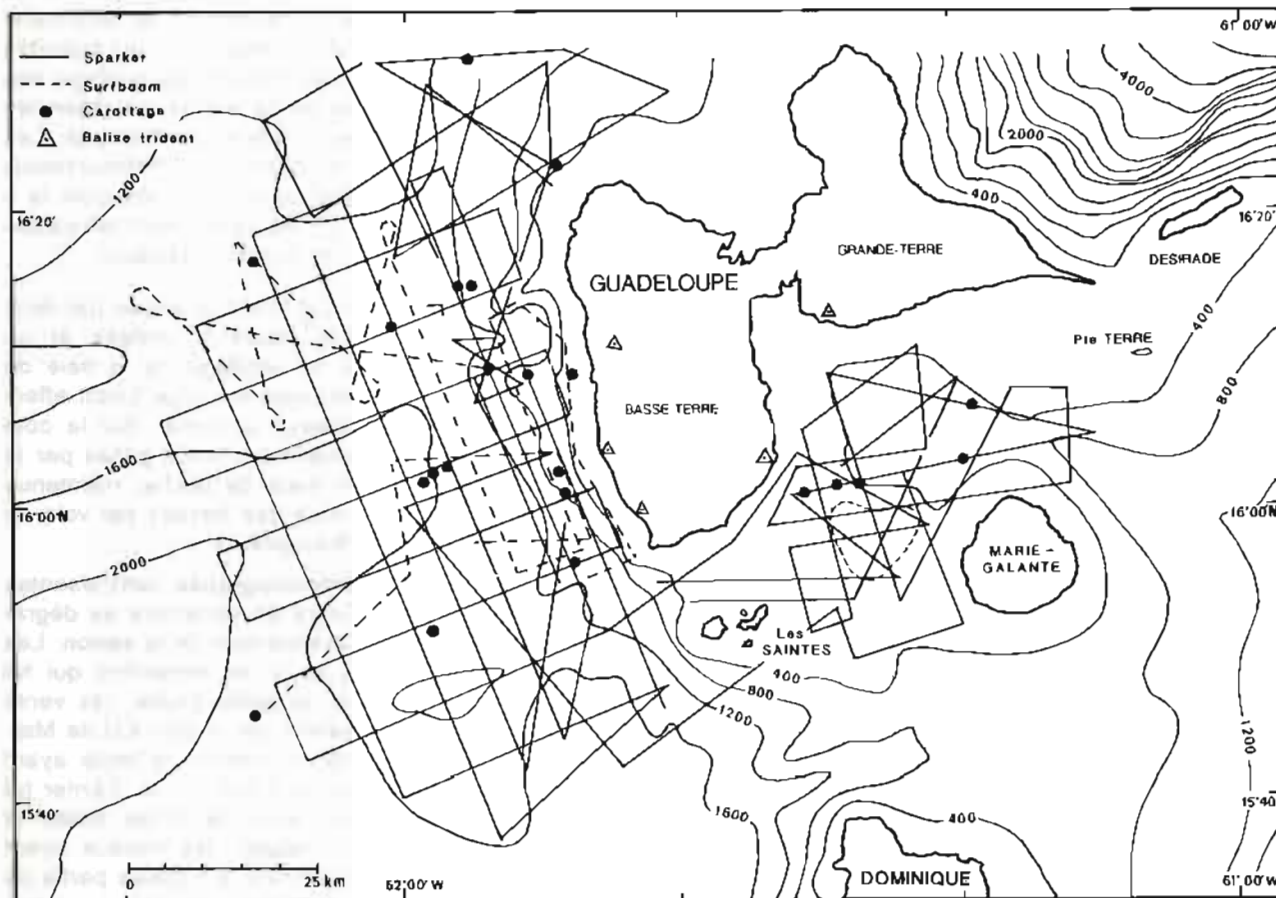 61°00'W
Sparker
Surfboom
Carottage
Balise trident
4000
2000
1200
400
16°20'
16°20'
GRANDE-TERRE
DESIRADE
GUADELOUPE
400
Pte TERRE
BASSE TERRE
800
1600
16°00N
16°00'N
2000
MARIE-
GALANTE
Les
SAINTES
400
800
1200
1200
1600
15°40'
15°40'
400
DOMINIQUE
0 25 km
62°00' W
61°00' W